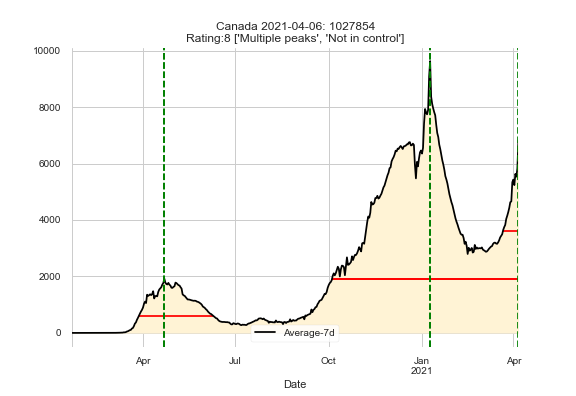 Canada 2021-04-06: 1027854
Rating:8 ['Multiple peaks', 'Not in control']
10000
8000
6000
4000
2000
0
Average-7d
Apr
Jul
Oct
Jan
2021
Apr
Date